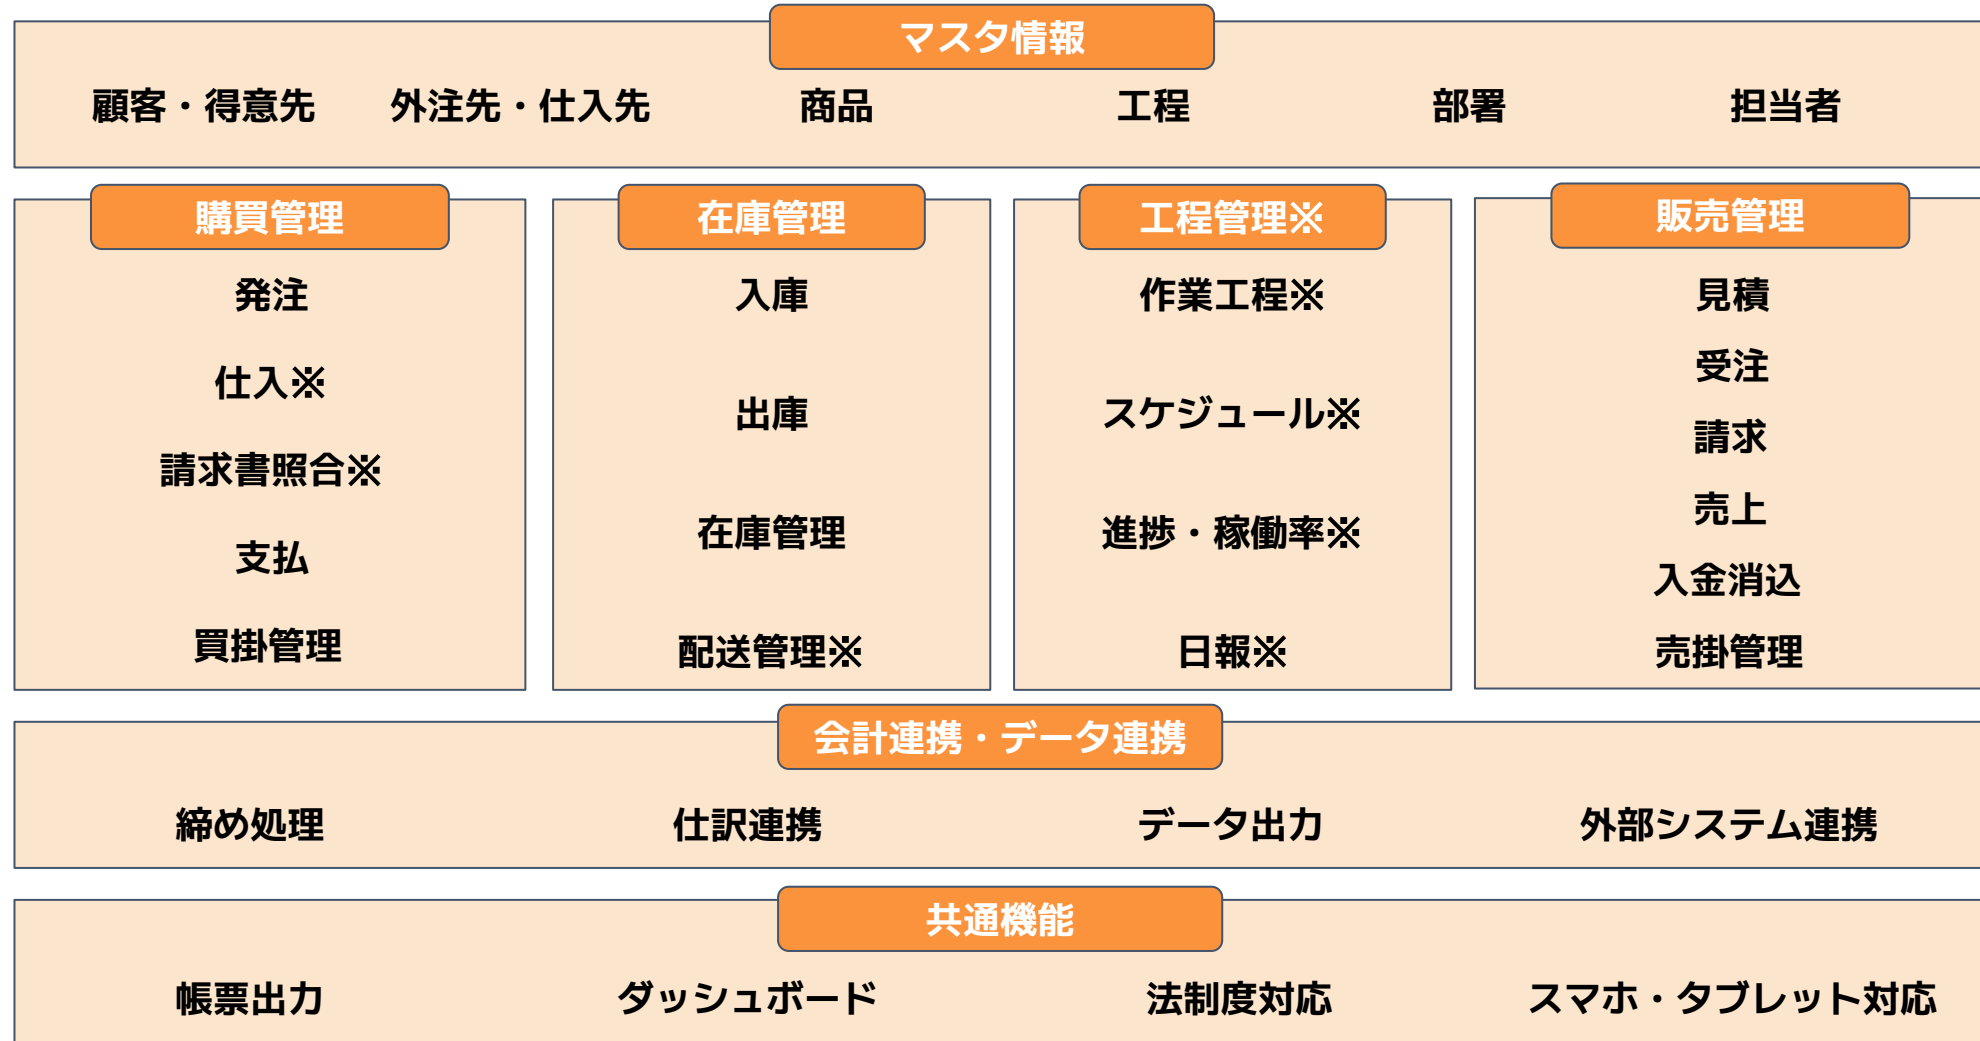 マスタ情報
顧客・得意先 外注先・仕入先 商品 工程 部署 担当者
購買管理
発注
仕入※
請求書照合※
支払
買掛管理
在庫管理
入庫
出庫
在庫管理
配送管理※
工程管理※
作業工程※
スケジュール※
進捗・稼働率※
日報※
販売管理
見積
受注
請求
売上
入金消込
売掛管理
会計連携・データ連携
締め処理 仕訳連携 データ出力 外部システム連携
共通機能
帳票出力 ダッシュボード 法制度対応 スマホ・タブレット対応